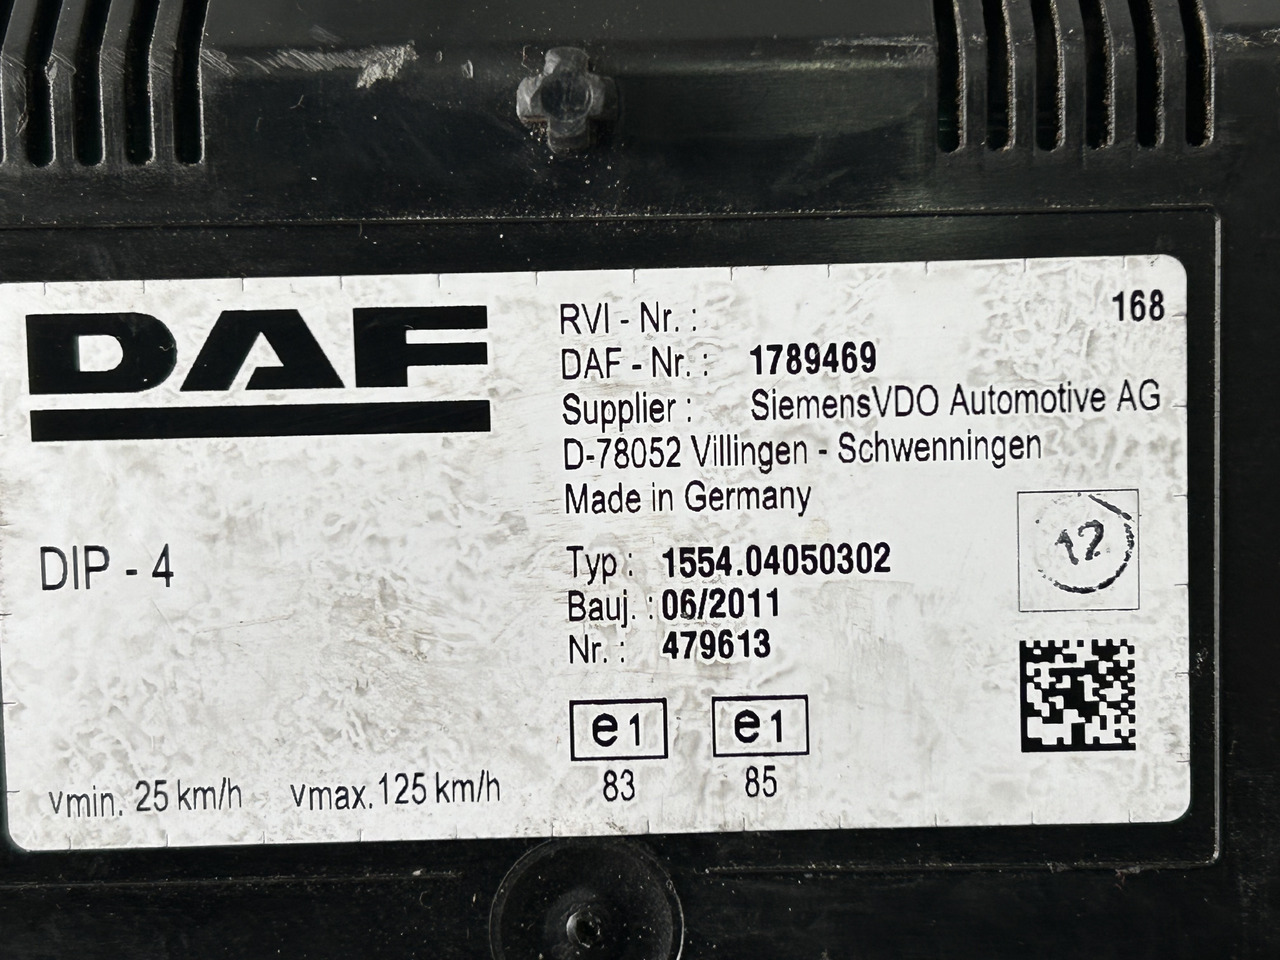 DAF
RVI - Nr. : 168
DAF - Nr. : 1789469
Supplier : SiemensVDO Automotive AG
D-78052 Villingen - Schwenningen
Made in Germany
12
DIP - 4
Typ : 1554.04050302
Bauj. : 06/2011
Nr. : 479613
e1 e1
83 85
vmin. 25 km/h vmax. 125 km/h